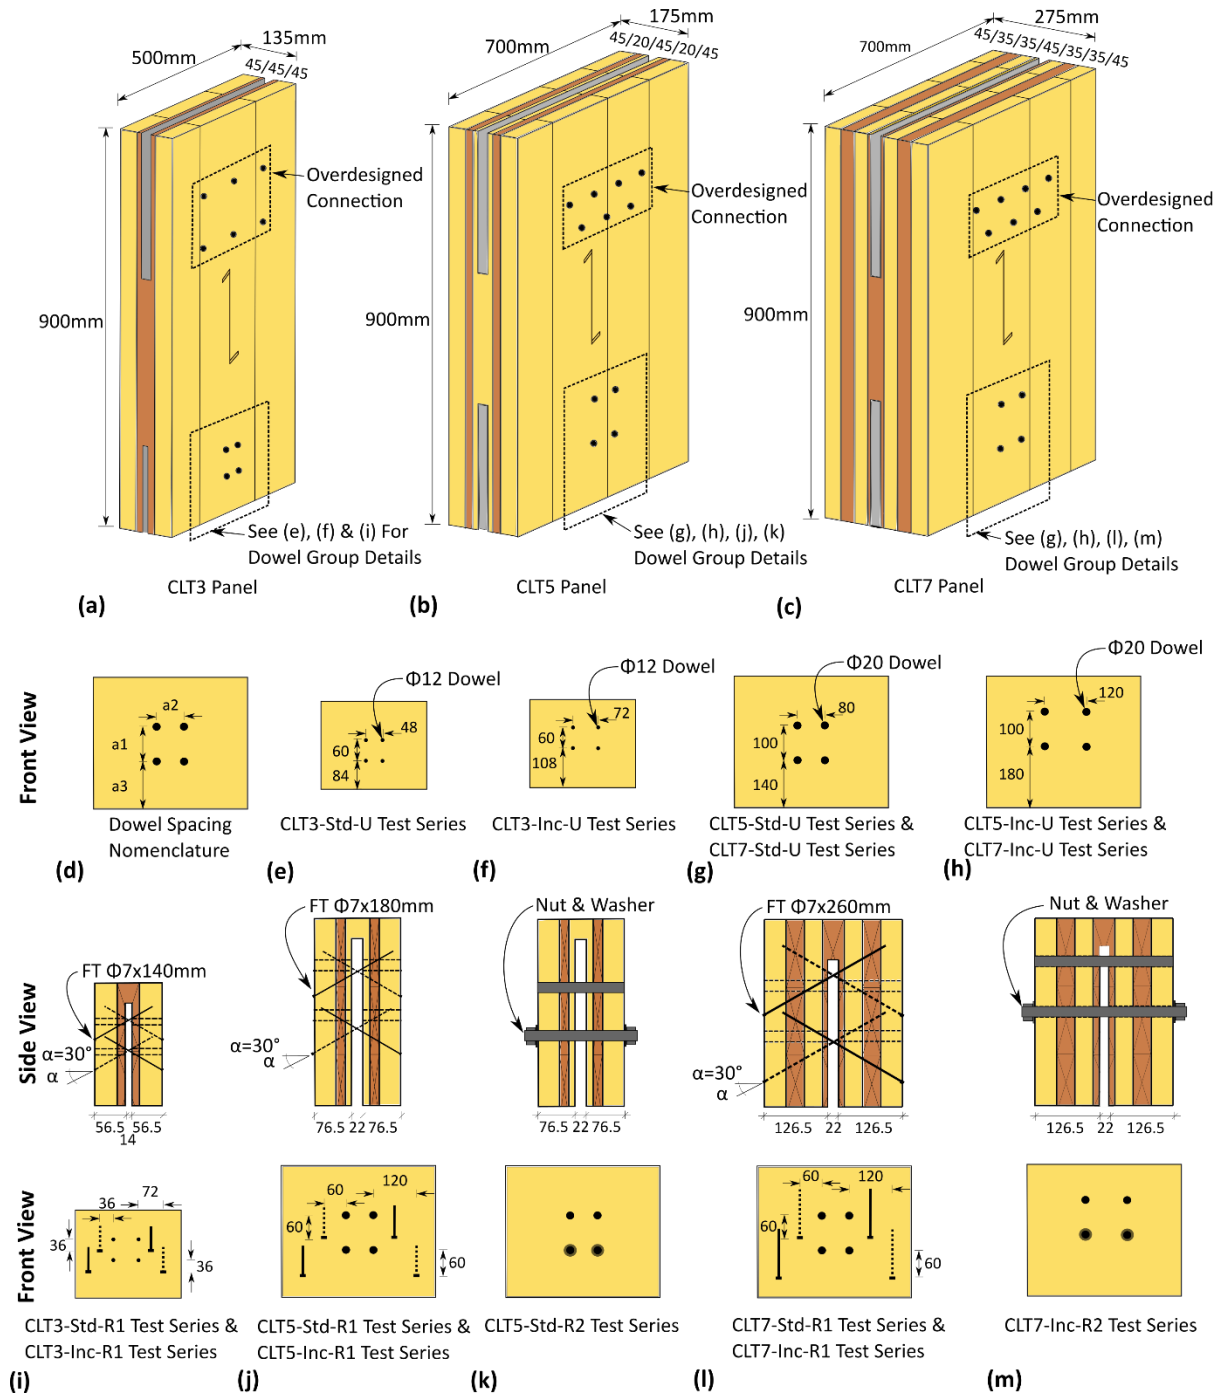 500mm
135mm
45/45/45
900mm
Overdesigned
Connection
See (e), (f) & (i) For
Dowel Group Details
CLT3 Panel
(a)
700mm
175mm
45/20/45/20/45
900mm
Overdesigned
Connection
See (g), (h), (j), (k)
Dowel Group Details
CLT5 Panel
(b)
700mm
275mm
45/35/35/45/35/35/45
900mm
Overdesigned
Connection
See (g), (h), (l), (m)
Dowel Group Details
CLT7 Panel
(c)
Front View
a2
a1
a3
Dowel Spacing
Nomenclature
(d)
Φ12 Dowel
48
60
84
CLT3-Std-U Test Series
(e)
Φ12 Dowel
72
60
108
CLT3-Inc-U Test Series
(f)
Φ20 Dowel
80
100
140
CLT5-Std-U Test Series &
CLT7-Std-U Test Series
(g)
Φ20 Dowel
120
100
180
CLT5-Inc-U Test Series &
CLT7-Inc-U Test Series
(h)
Side View
FT Φ7x140mm
α=30°
α
56.5
14
56.5
FT Φ7x180mm
α=30°
α
76.5
22
76.5
Nut & Washer
76.5
22
76.5
FT Φ7x260mm
α=30°
α
126.5
22
126.5
Nut & Washer
126.5
22
126.5
Front View
36
72
36
36
CLT3-Std-R1 Test Series &
CLT3-Inc-R1 Test Series
(i)
60
120
60
60
CLT5-Std-R1 Test Series &
CLT5-Inc-R1 Test Series
(j)
CLT5-Std-R2 Test Series
(k)
60
120
60
60
CLT7-Std-R1 Test Series &
CLT7-Inc-R1 Test Series
(l)
CLT7-Inc-R2 Test Series
(m)